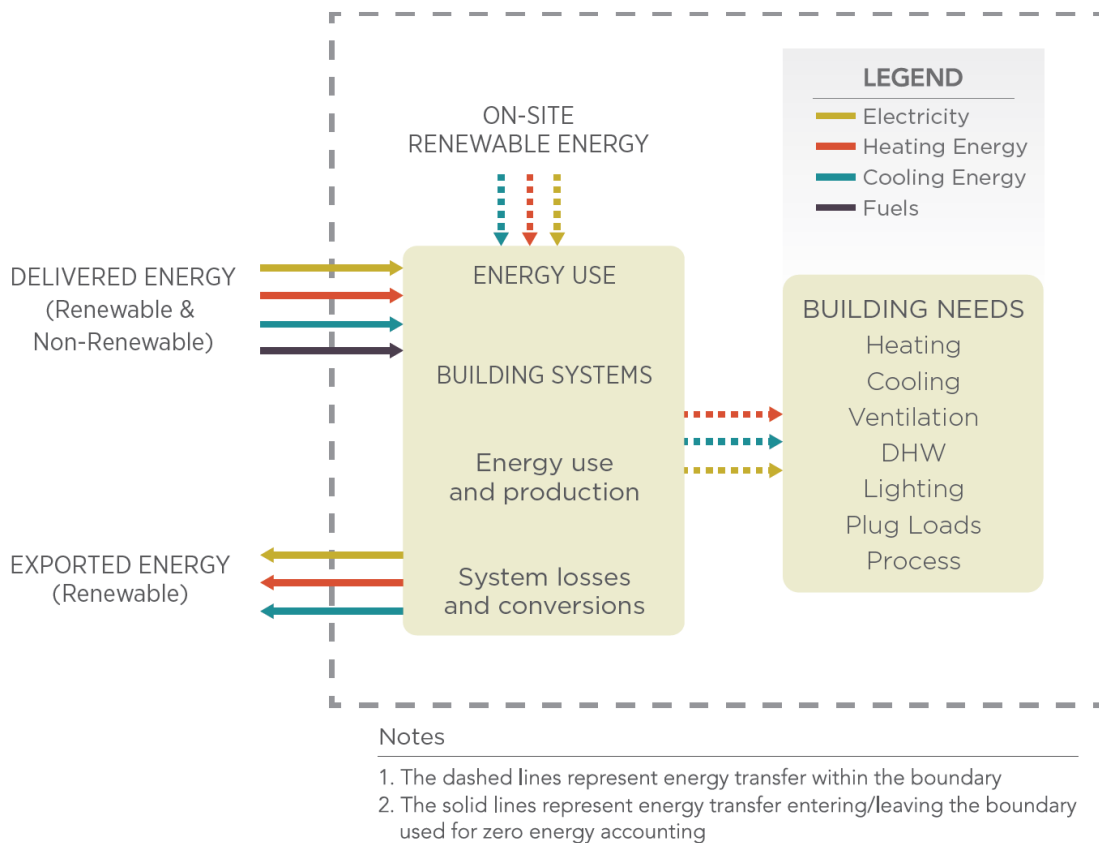 LEGEND
Electricity
Heating Energy
Cooling Energy
Fuels
ON-SITE
RENEWABLE ENERGY
DELIVERED ENERGY
(Renewable &
Non-Renewable)
ENERGY USE
BUILDING SYSTEMS
Energy use
and production
System losses
and conversions
BUILDING NEEDS
Heating
Cooling
Ventilation
DHW
Lighting
Plug Loads
Process
EXPORTED ENERGY
(Renewable)
Notes
1. The dashed lines represent energy transfer within the boundary
2. The solid lines represent energy transfer entering/leaving the boundary
used for zero energy accounting